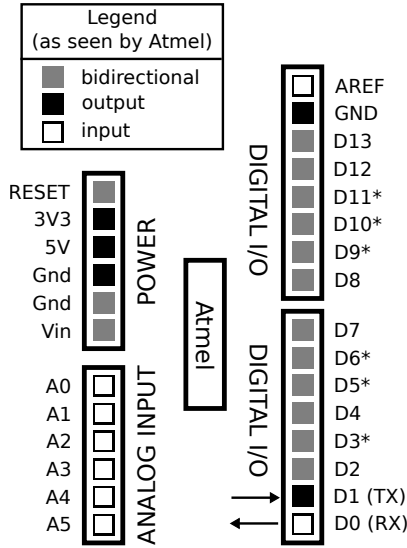 Legend
(as seen by Atmel)
bidirectional
output
input
RESET
3V3
5V
Gnd
Gnd
Vin
POWER
A0
A1
A2
A3
A4
A5
ANALOG INPUT
Atmel
DIGITAL I/O
AREF
GND
D13
D12
D11*
D10*
D9*
D8
DIGITAL I/O
D7
D6*
D5*
D4
D3*
D2
D1 (TX)
D0 (RX)